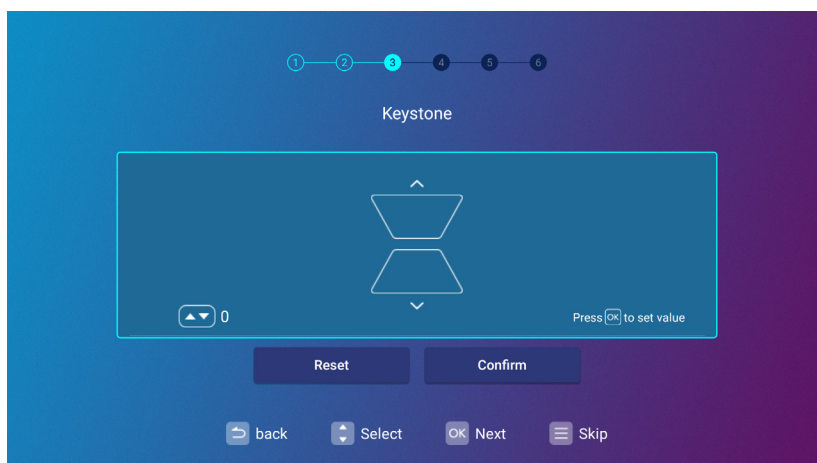 1 2 3 4 5 6
Keystone
0
Press OK to set value
Reset Confirm
back Select OK Next Skip